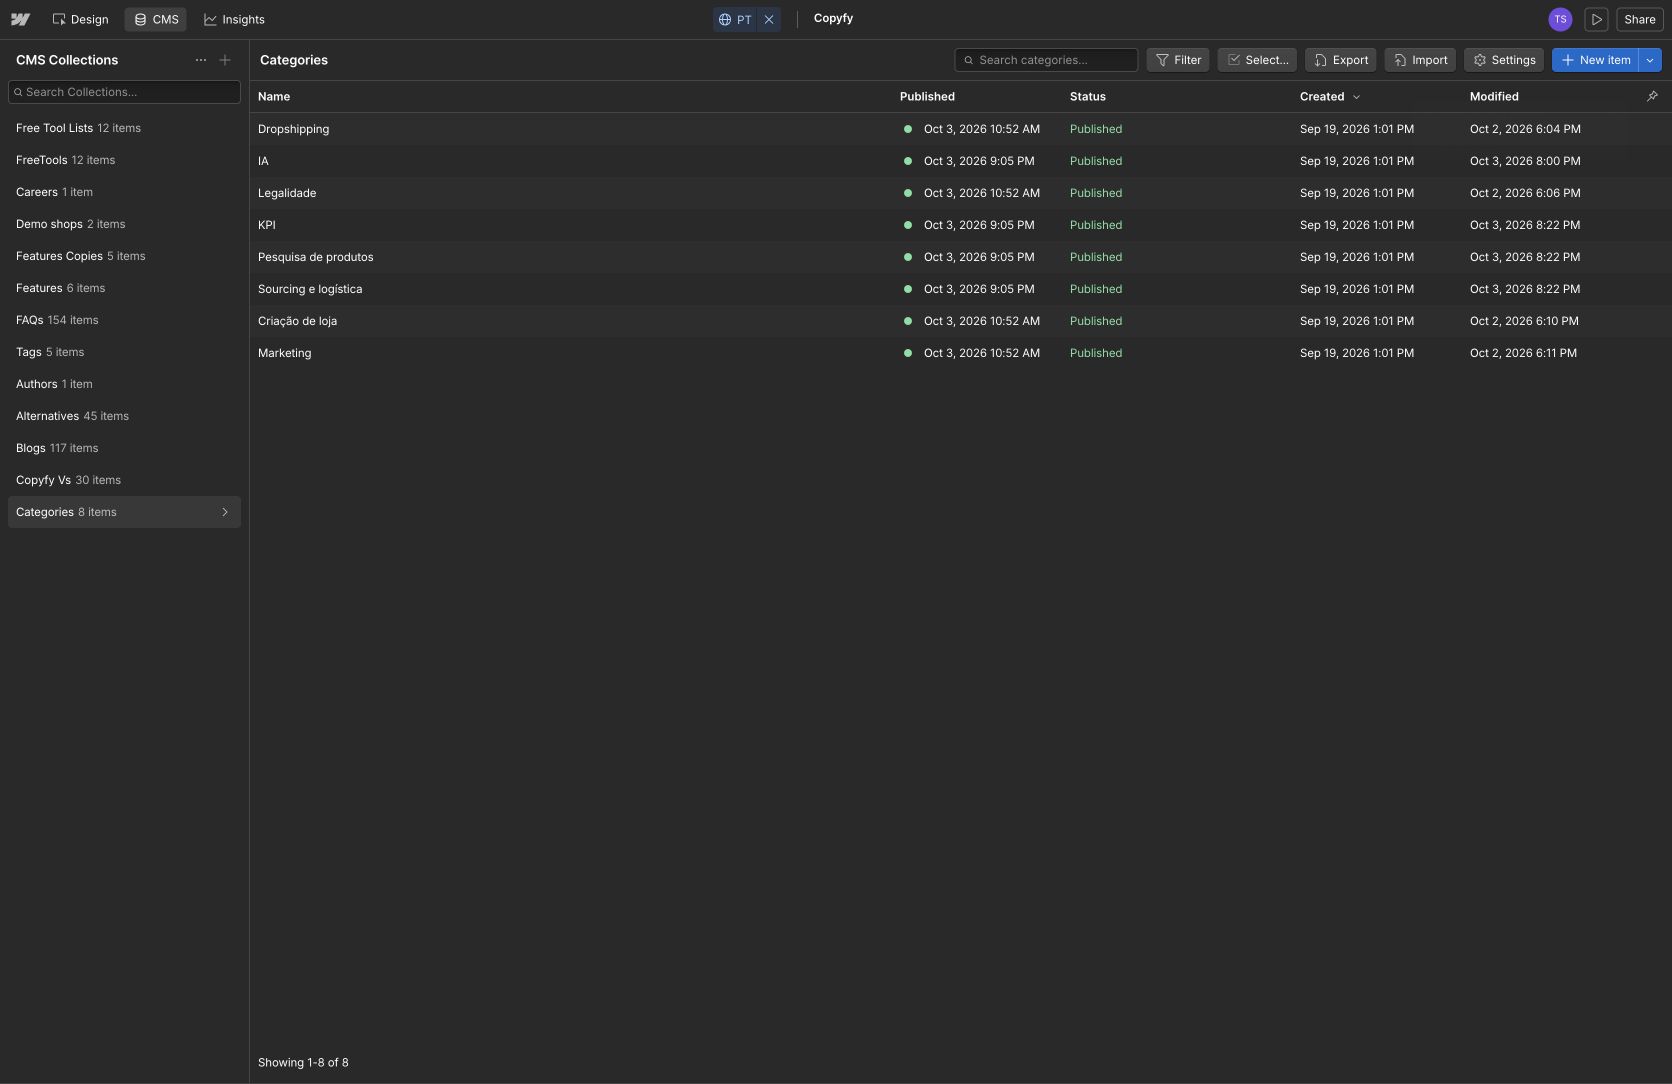 Design CMS Insights PT Copyfy TS Share
CMS Collections
Search Collections...
Free Tool Lists 12 items
FreeTools 12 items
Careers 1 item
Demo shops 2 items
Features Copies 5 items
Features 6 items
FAQs 154 items
Tags 5 items
Authors 1 item
Alternatives 45 items
Blogs 117 items
Copyfy Vs 30 items
Categories 8 items
Categories Search categories... Filter Select... Export Import Settings New item
Name Published Status Created Modified
Dropshipping Oct 3, 2026 10:52 AM Published Sep 19, 2026 1:01 PM Oct 2, 2026 6:04 PM
IA Oct 3, 2026 9:05 PM Published Sep 19, 2026 1:01 PM Oct 3, 2026 8:00 PM
Legalidade Oct 3, 2026 10:52 AM Published Sep 19, 2026 1:01 PM Oct 2, 2026 6:06 PM
KPI Oct 3, 2026 9:05 PM Published Sep 19, 2026 1:01 PM Oct 3, 2026 8:22 PM
Pesquisa de produtos Oct 3, 2026 9:05 PM Published Sep 19, 2026 1:01 PM Oct 3, 2026 8:22 PM
Sourcing e logística Oct 3, 2026 9:05 PM Published Sep 19, 2026 1:01 PM Oct 3, 2026 8:22 PM
Criação de loja Oct 3, 2026 10:52 AM Published Sep 19, 2026 1:01 PM Oct 2, 2026 6:10 PM
Marketing Oct 3, 2026 10:52 AM Published Sep 19, 2026 1:01 PM Oct 2, 2026 6:11 PM
Showing 1-8 of 8